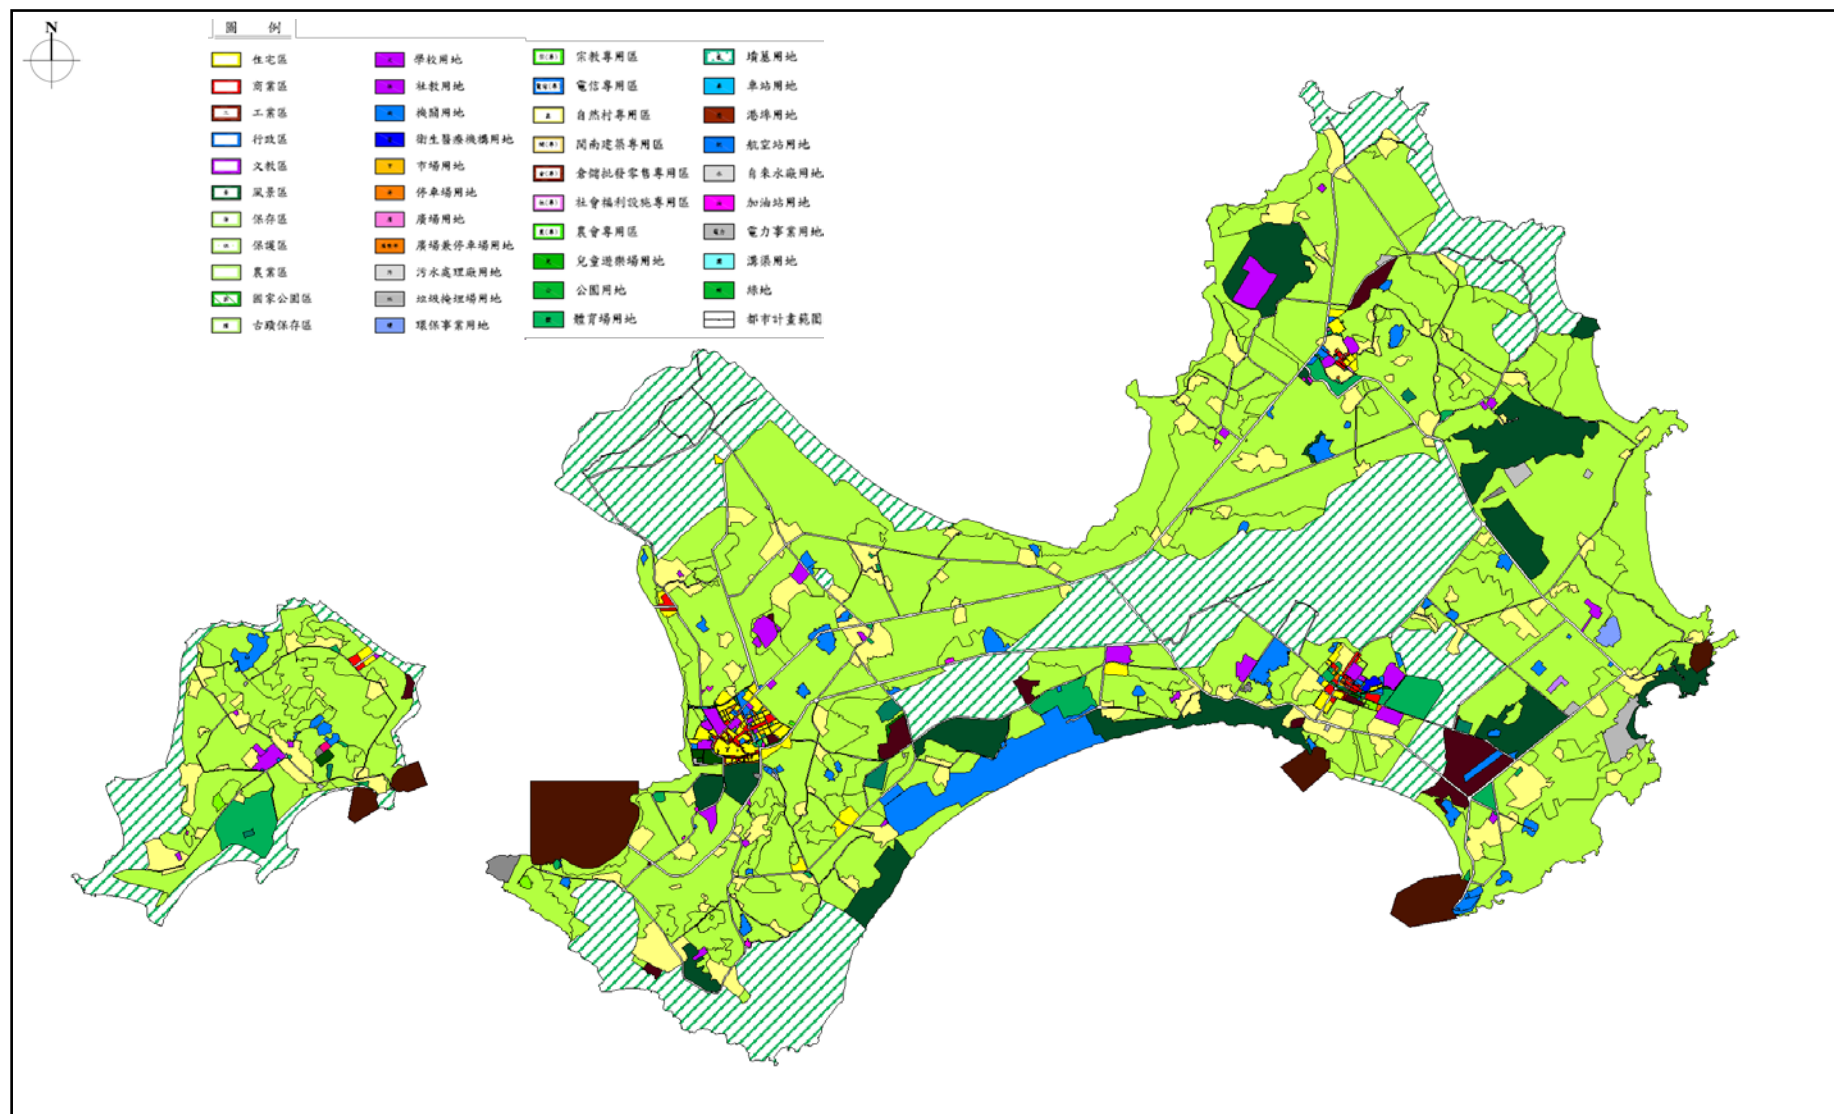 N
圖 例
住宅區
商業區
工業區
行政區
文教區
風景區
保存區
保護區
農業區
國家公園區
古蹟保存區
學校用地
社教用地
機關用地
衛生醫療機構用地
市場用地
停車場用地
廣場用地
廣場兼停車場用地
污水處理廠用地
垃圾掩埋場用地
環保事業用地
宗教專用區
電信專用區
自然村專用區
閩南建築專用區
倉儲批發零售專用區
社會福利設施專用區
農會專用區
兒童遊樂場用地
公園用地
體育場用地
墳墓用地
車站用地
港埠用地
航空站用地
自來水廠用地
加油站用地
電力事業用地
溝渠用地
綠地
都市計畫範圍